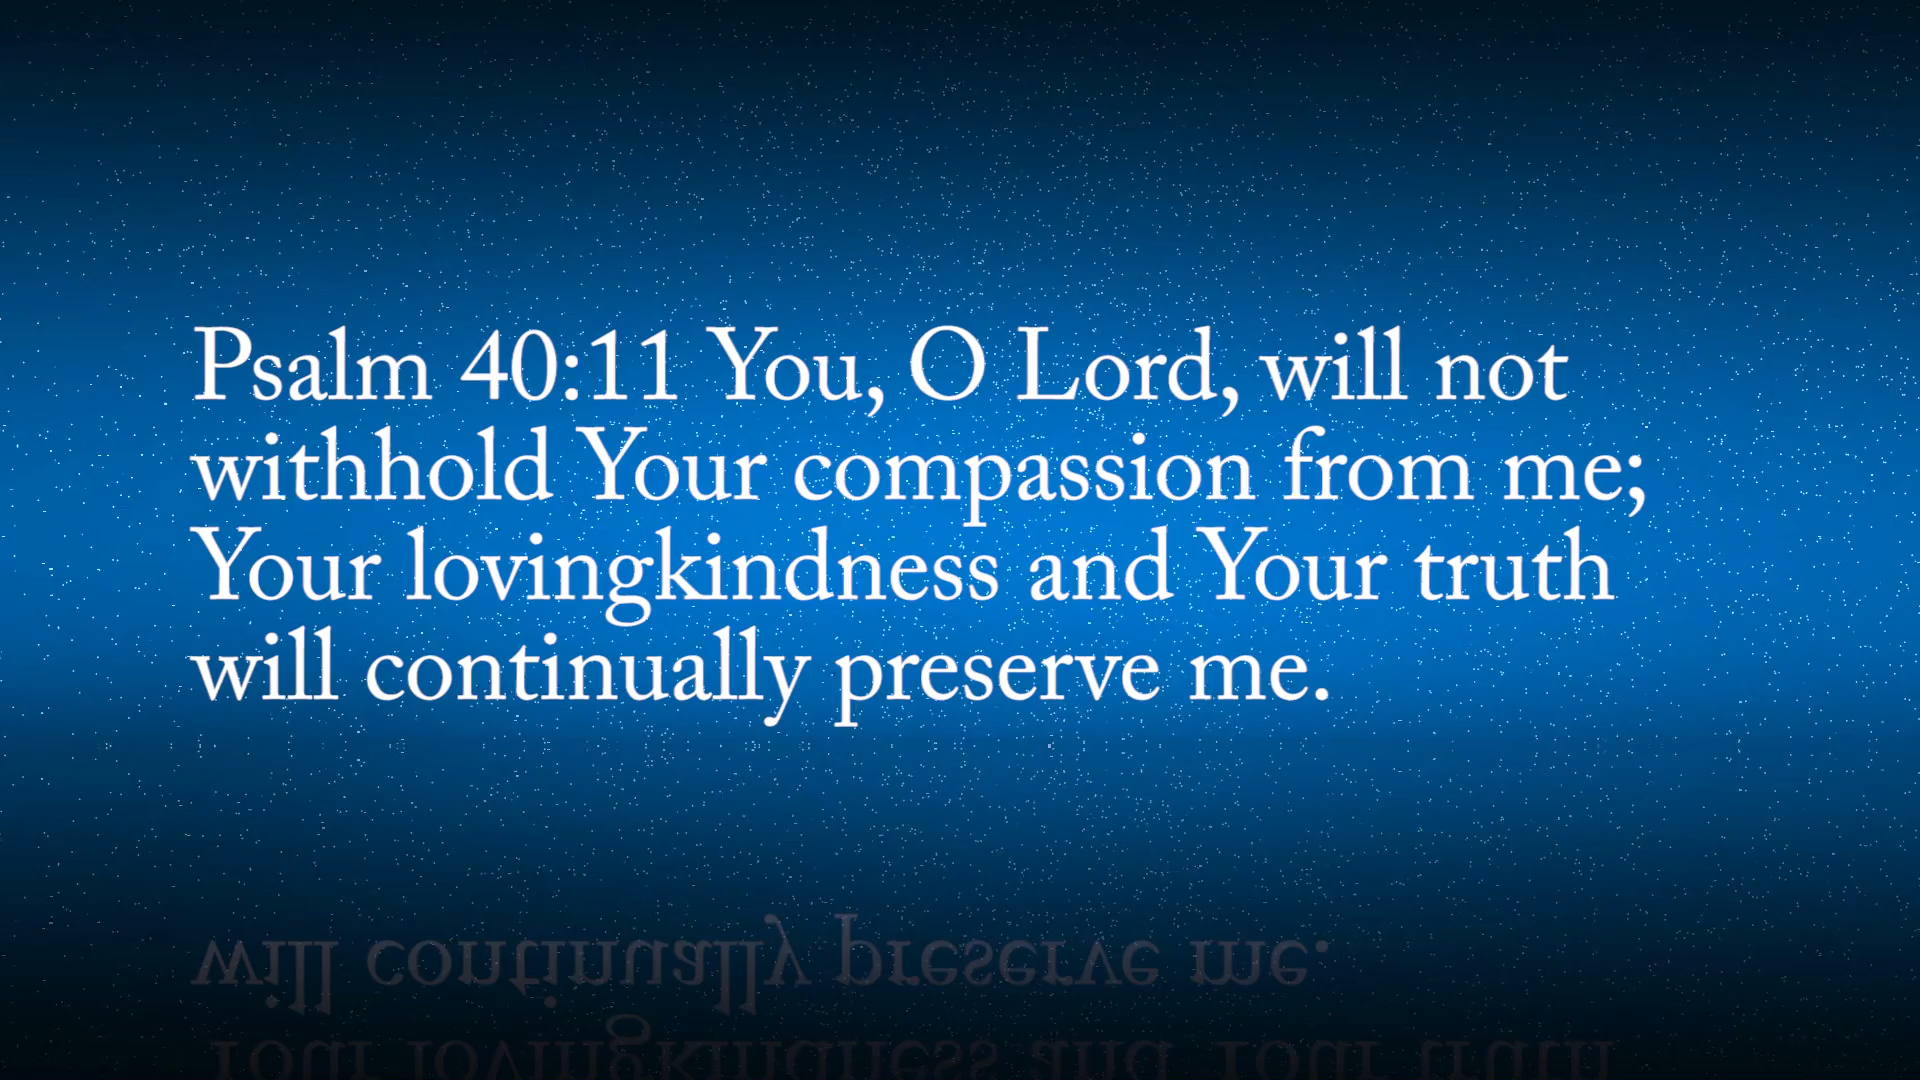 Psalm 40:11 You, O Lord, will not
withhold Your compassion from me;
Your lovingkindness and Your truth
will continually preserve me.